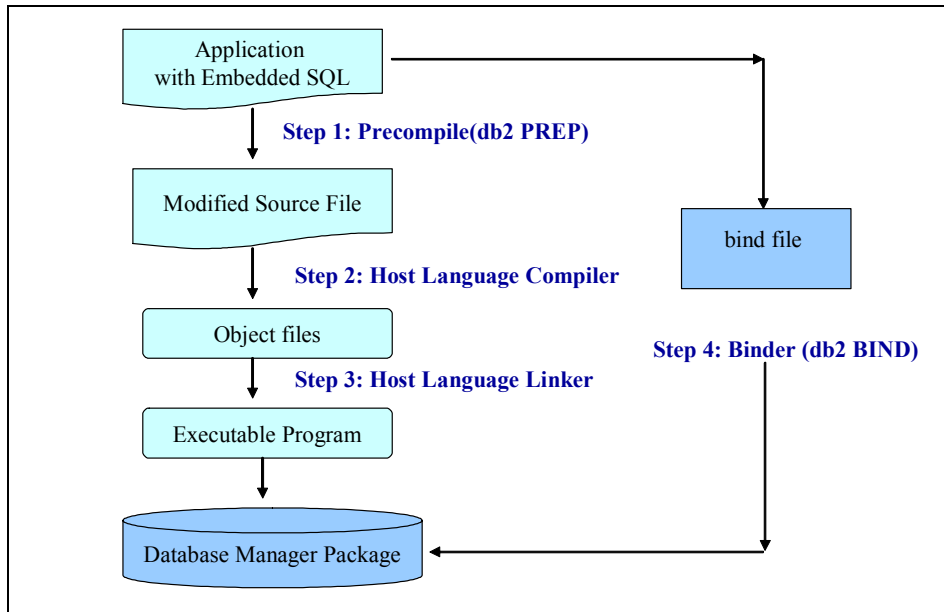 Application
with Embedded SQL
Step 1: Precompile(db2 PREP)
Modified Source File
bind file
Step 2: Host Language Compiler
Object files
Step 4: Binder (db2 BIND)
Step 3: Host Language Linker
Executable Program
Database Manager Package